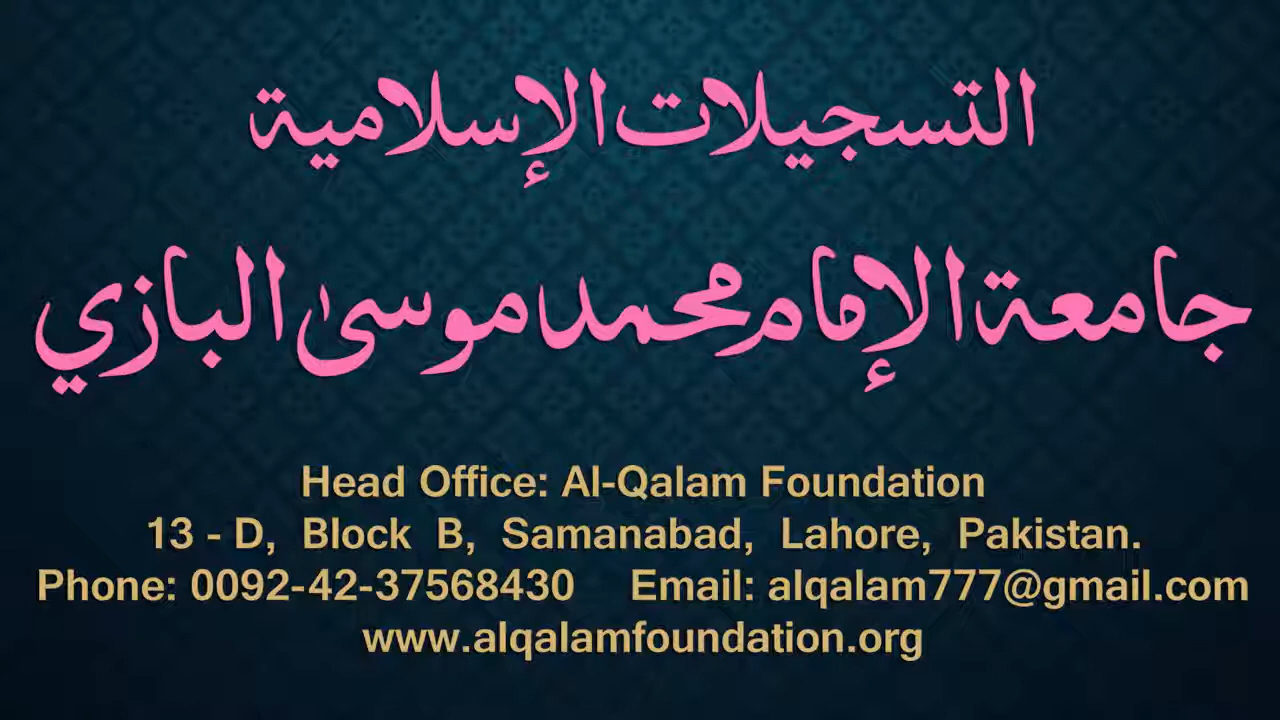 التسجيلات الإسلامية
جامعة الإمام محمد موسىٰ البازي
Head Office: Al-Qalam Foundation
13 - D, Block B, Samanabad, Lahore, Pakistan.
Phone: 0092-42-37568430 Email: alqalam777@gmail.com
www.alqalamfoundation.org